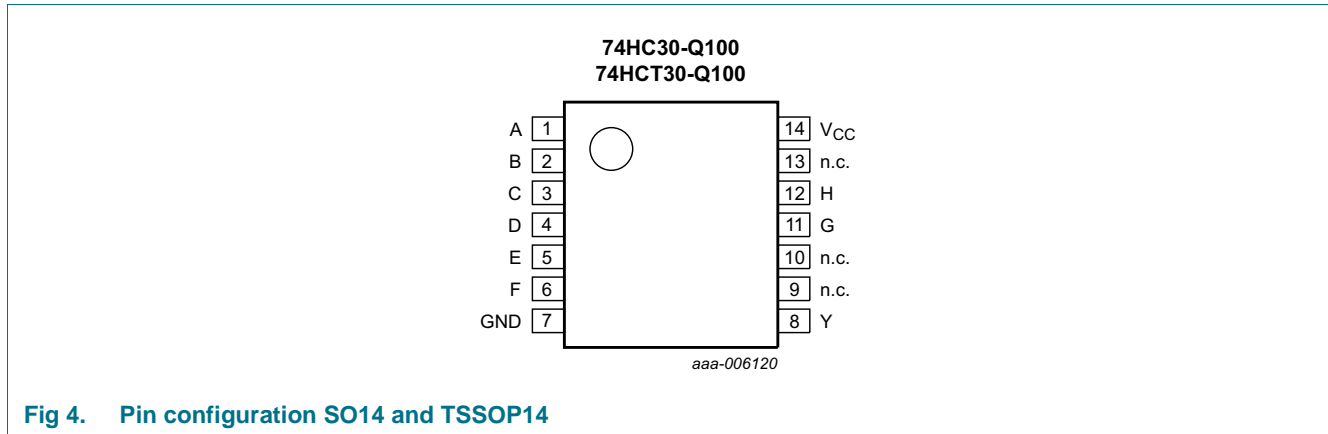 74HC30-Q100
74HCT30-Q100
A 1 14 VCC
B 2 13 n.c.
C 3 12 H
D 4 11 G
E 5 10 n.c.
F 6 9 n.c.
GND 7 8 Y
aaa-006120
Fig 4. Pin configuration SO14 and TSSOP14